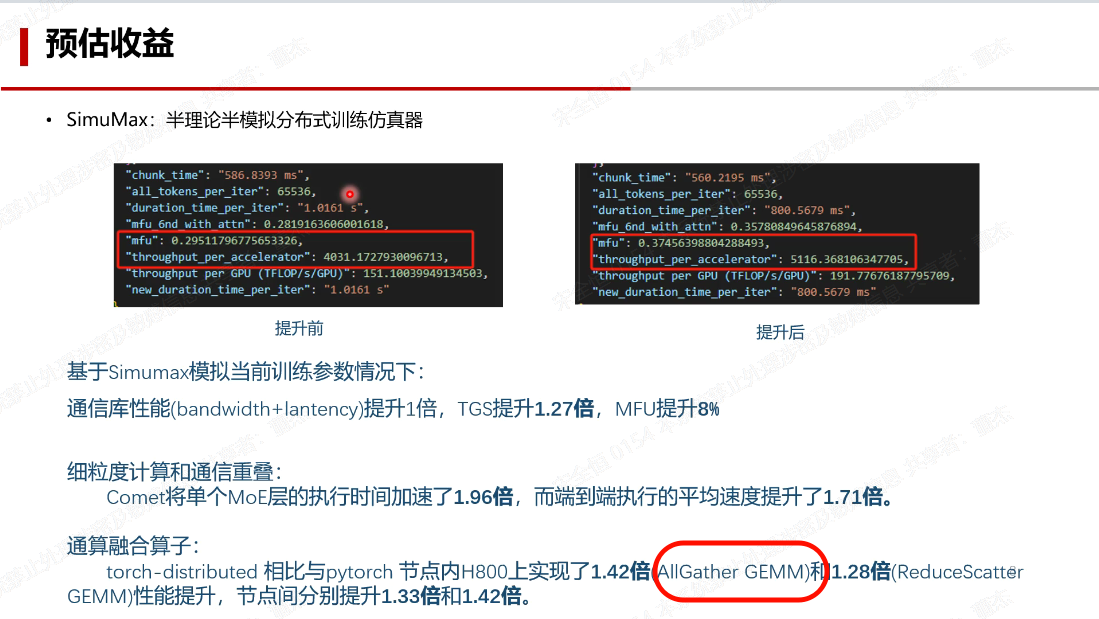 预估收益
• SimuMax：半理论半模拟分布式训练仿真器
"chunk_time": "586.8393 ms",
"all_tokens_per_iter": 65536,
"duration_time_per_iter": "1.0161 s",
"mfu_6nd_with_attn": 0.2819163606001618,
"mfu": 0.29511796775653326,
"throughput_per_accelerator": 4031.1727930096713,
"throughput per GPU (TFLOP/s/GPU)": 151.10039949134503,
"new_duration_time_per_iter": "1.0161 s"
}
提升前
},
"chunk_time": "560.2195 ms",
"all_tokens_per_iter": 65536,
"duration_time_per_iter": "800.5679 ms",
"mfu_6nd_with_attn": 0.35780849645876894,
"mfu": 0.37456398804288493,
"throughput_per_accelerator": 5116.368106347705,
"throughput per GPU (TFLOP/s/GPU)": 191.77676187795709,
"new_duration_time_per_iter": "800.5679 ms"
提升后
基于Simumax模拟当前训练参数情况下：
通信库性能(bandwidth+lantency)提升1倍，TGS提升1.27倍，MFU提升8%
细粒度计算和通信重叠：
Comet将单个MoE层的执行时间加速了1.96倍，而端到端执行的平均速度提升了1.71倍。
通算融合算子：
torch-distributed 相比与pytorch 节点内H800上实现了1.42倍(AllGather GEMM)和1.28倍(ReduceScatter
GEMM)性能提升，节点间分别提升1.33倍和1.42倍。